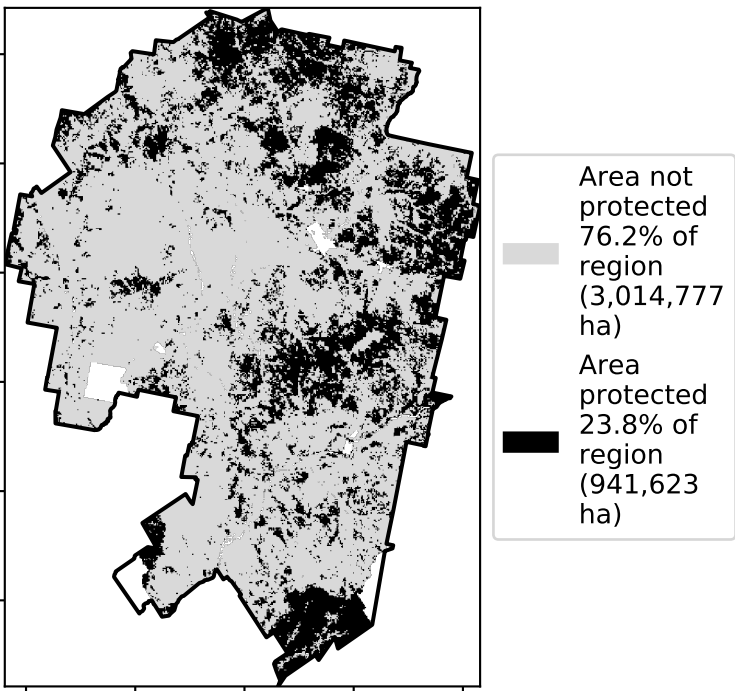 Area not
protected
76.2% of
region
(3,014,777
ha)
Area
protected
23.8% of
region
(941,623
ha)